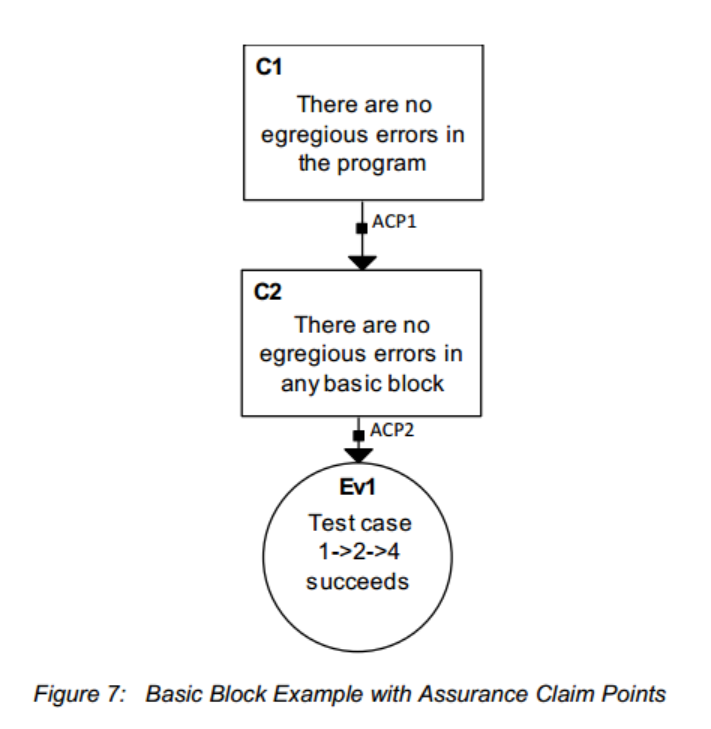 C1
There are no
egregious errors in
the program
ACP1
C2
There are no
egregious errors in
any basic block
ACP2
Ev1
Test case
1->2->4
succeeds
Figure 7: Basic Block Example with Assurance Claim Points